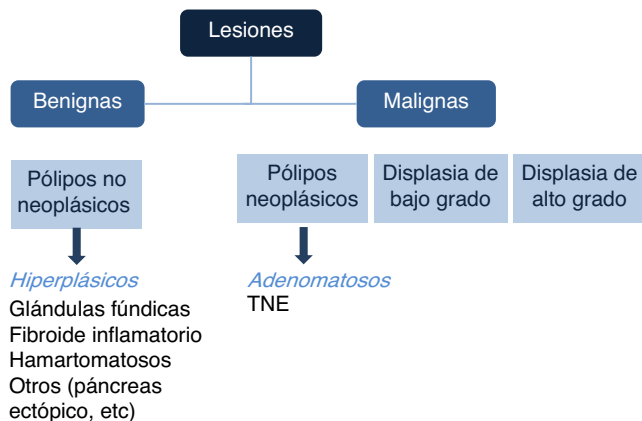 Lesiones
Benignas
Malignas
Pólipos no
neoplásicos
Pólipos
neoplásicos
Displasia de
bajo grado
Displasia de
alto grado
Hiperplásicos
Glándulas fúndicas
Fibroide inflamatorio
Hamartomatosos
Otros (páncreas
ectópico, etc)
Adenomatosos
TNE